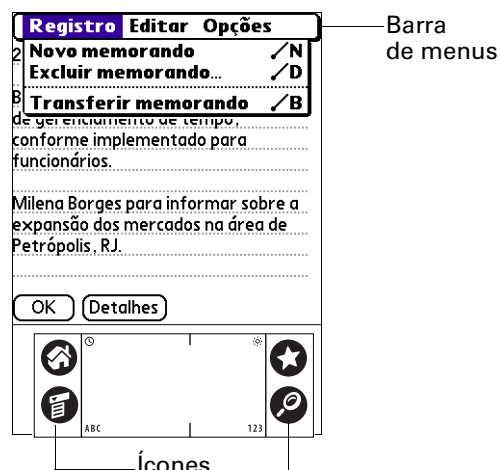 Registro Editar Opções
Barra
de menus
2
Novo memorando /N
Excluir memorando... /D
B
Transferir memorando /B
de gerenciamento de tempo,
conforme implementado para
funcionários.
Milena Borges para informar sobre a
expansão dos mercados na área de
Petrópolis, RJ.
OK Detalhes
ABC 123
Ícones